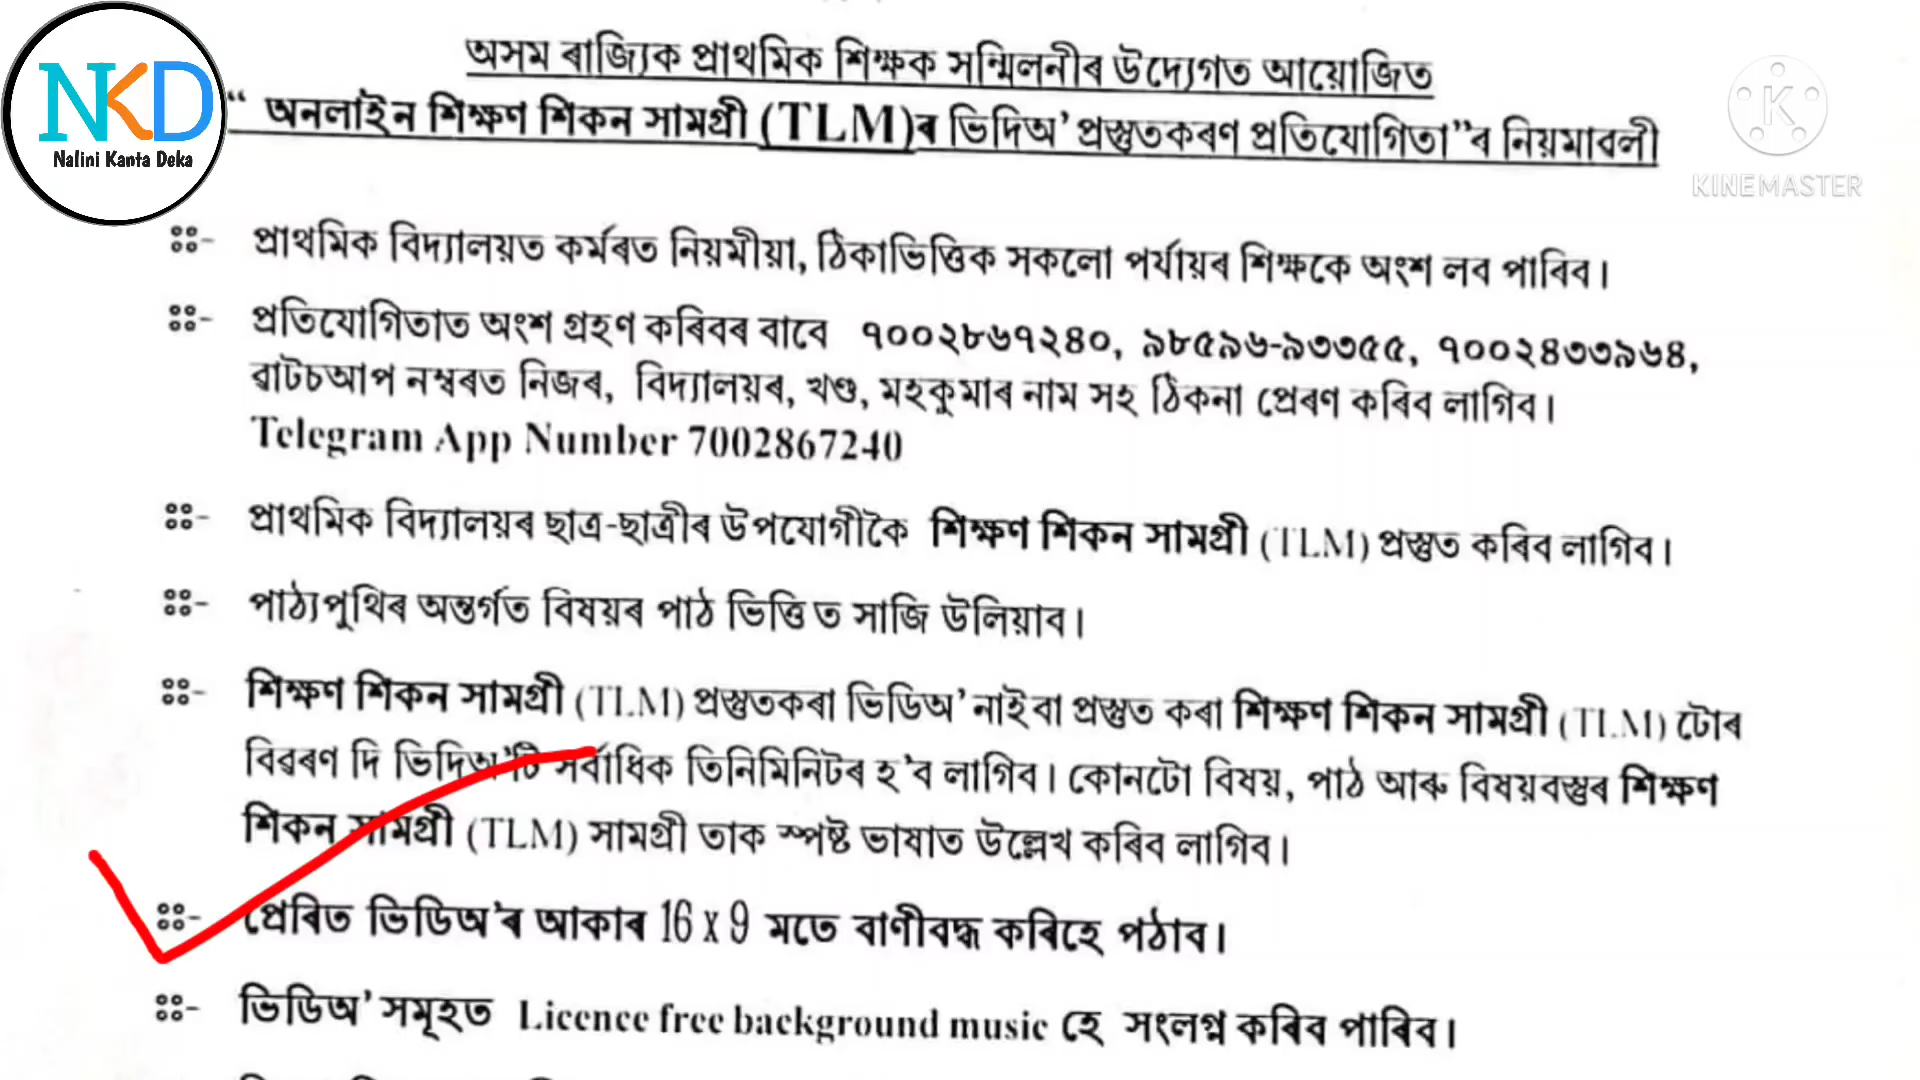 অসম ৰাজ্যিক প্ৰাথমিক শিক্ষক সন্মিলনীৰ উদ্যেগত আয়োজিত
“ অনলাইন শিক্ষণ শিকন সামগ্ৰী (TLM)ৰ ভিদিঅ’ প্ৰস্তুতকৰণ প্ৰতিযোগিতা”ৰ নিয়মাবলী
NKD
Nalini Kanta Deka
K
KINEMASTER
প্ৰাথমিক বিদ্যালয়ত কৰ্মৰত নিয়মীয়া, ঠিকাভিত্তিক সকলো পৰ্যায়ৰ শিক্ষকে অংশ লব পাৰিব।
প্ৰতিযোগিতাত অংশ গ্ৰহণ কৰিবৰ বাবে ৭০০২৮৬৭২৪০, ৯৮৫৯৬-৯৩৩৫৫, ৭০০২৪৩৩৯৬৪,
ৱাটচআপ নম্বৰত নিজৰ, বিদ্যালয়ৰ, খণ্ড, মহকুমাৰ নাম সহ ঠিকনা প্ৰেৰণ কৰিব লাগিব।
Telegram App Number 7002867240
প্ৰাথমিক বিদ্যালয়ৰ ছাত্ৰ-ছাত্ৰীৰ উপযোগীকৈ শিক্ষণ শিকন সামগ্ৰী (TLM) প্ৰস্তুত কৰিব লাগিব।
পাঠ্যপুথিৰ অন্তৰ্গত বিষয়ৰ পাঠ ভিত্তিত সাজি উলিয়াব।
শিক্ষণ শিকন সামগ্ৰী (TLM) প্ৰস্তুতকৰা ভিডিঅ’ নাইবা প্ৰস্তুত কৰা শিক্ষণ শিকন সামগ্ৰী (TLM) টোৰ
বিৱৰণ দি ভিদিঅ’টি সৰ্বাধিক তিনিমিনিটৰ হ’ব লাগিব। কোনটো বিষয়, পাঠ আৰু বিষয়বস্তুৰ শিক্ষণ
শিকন সামগ্ৰী (TLM) সামগ্ৰী তাক স্পষ্ট ভাষাত উল্লেখ কৰিব লাগিব।
প্ৰেৰিত ভিডিঅ’ৰ আকাৰ 16 x 9 মতে বাণীবদ্ধ কৰিহে পঠাব।
ভিডিঅ’ সমূহত Licence free background music হে সংলগ্ন কৰিব পাৰিব।